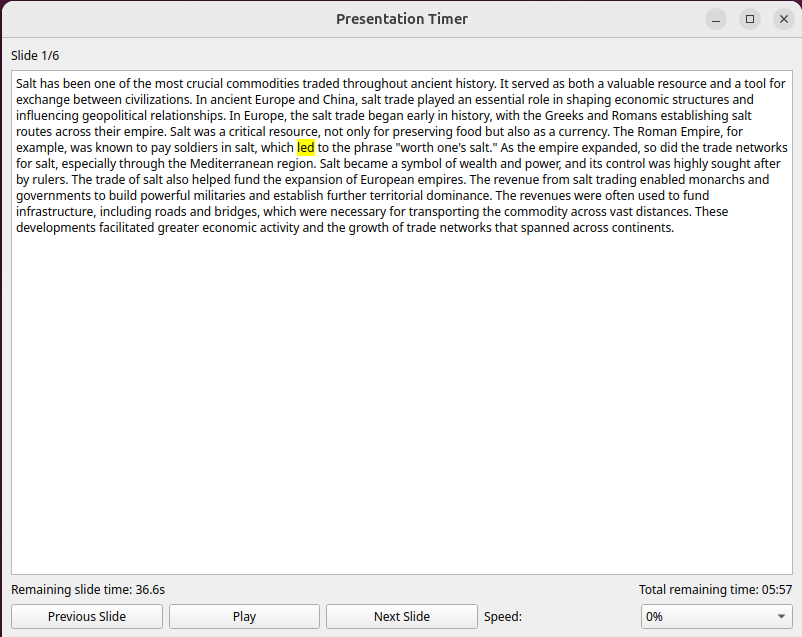 Presentation Timer
Slide 1/6
Salt has been one of the most crucial commodities traded throughout ancient history. It served as both a valuable resource and a tool for
exchange between civilizations. In ancient Europe and China, salt trade played an essential role in shaping economic structures and
influencing geopolitical relationships. In Europe, the salt trade began early in history, with the Greeks and Romans establishing salt
routes across their empire. Salt was a critical resource, not only for preserving food but also as a currency. The Roman Empire, for
example, was known to pay soldiers in salt, which led to the phrase "worth one's salt." As the empire expanded, so did the trade networks
for salt, especially through the Mediterranean region. Salt became a symbol of wealth and power, and its control was highly sought after
by rulers. The trade of salt also helped fund the expansion of European empires. The revenue from salt trading enabled monarchs and
governments to build powerful militaries and establish further territorial dominance. The revenues were often used to fund
infrastructure, including roads and bridges, which were necessary for transporting the commodity across vast distances. These
developments facilitated greater economic activity and the growth of trade networks that spanned across continents.
Remaining slide time: 36.6s
Total remaining time: 05:57
Previous Slide
Play
Next Slide
Speed:
0%